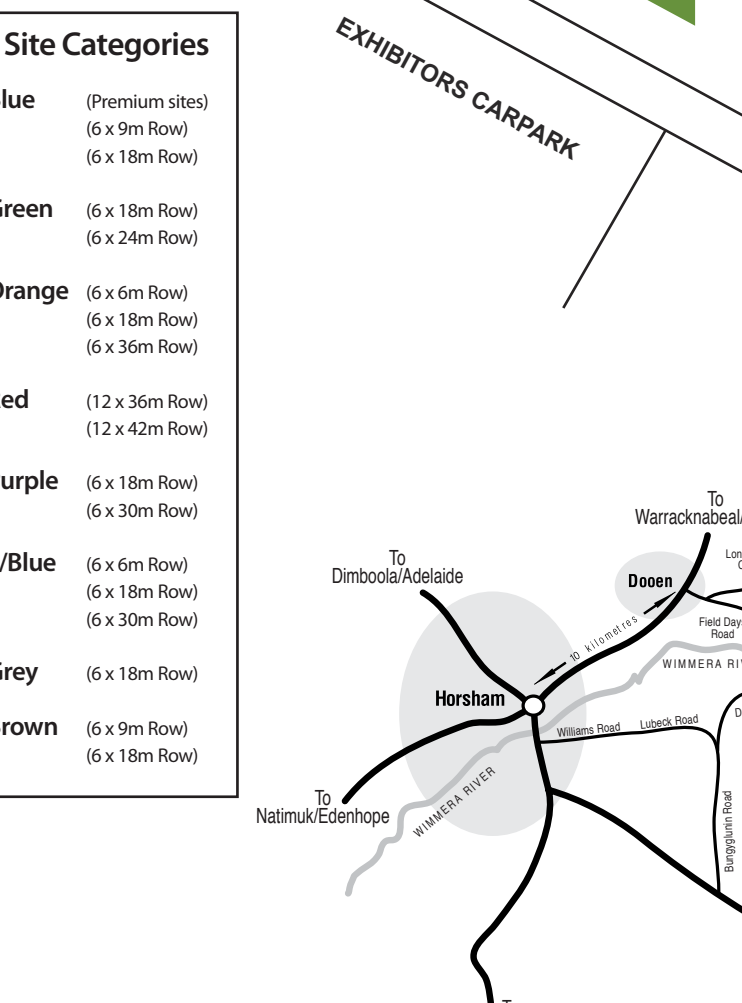 Site Categories
lue (Premium sites)
(6 x 9m Row)
(6 x 18m Row)
Green (6 x 18m Row)
(6 x 24m Row)
Orange (6 x 6m Row)
(6 x 18m Row)
(6 x 36m Row)
ed (12 x 36m Row)
(12 x 42m Row)
urple (6 x 18m Row)
(6 x 30m Row)
/Blue (6 x 6m Row)
(6 x 18m Row)
(6 x 30m Row)
Grey (6 x 18m Row)
rown (6 x 9m Row)
(6 x 18m Row)
EXHIBITORS CARPARK
To
Warracknabeal/
To
Dimboola/Adelaide
Dooen
Lon
Field Days
Road
10 kilometres
WIMMERA RIV
Horsham
Williams Road
Lubeck Road
D
To
Natimuk/Edenhope
WIMMERA RIVER
Bungyglunin Road